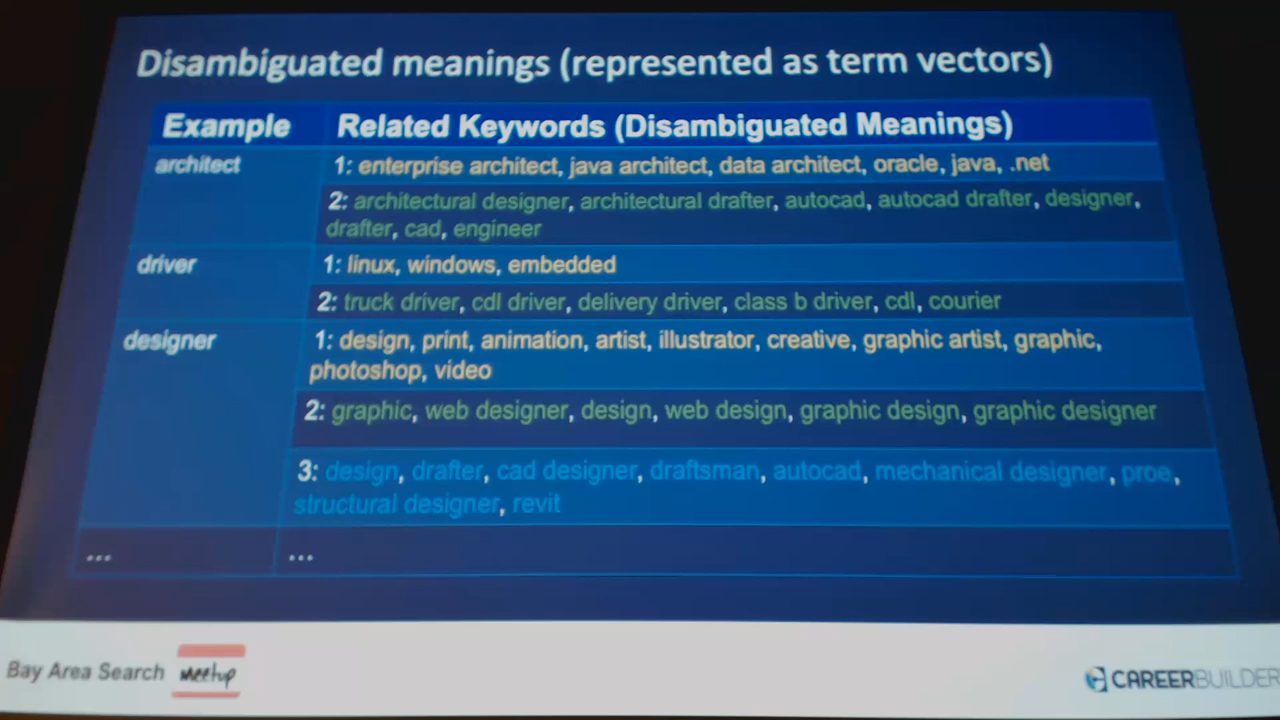 Disambiguated meanings (represented as term vectors)
Example
Related Keywords (Disambiguated Meanings)
architect
1: enterprise architect, java architect, data architect, oracle, java, .net
2: architectural designer, architectural drafter, autocad, autocad drafter, designer,
drafter, cad, engineer
driver
1: linux, windows, embedded
2: truck driver, cdl driver, delivery driver, class b driver, cdl, courier
designer
1: design, print, animation, artist, illustrator, creative, graphic artist, graphic,
photoshop, video
2: graphic, web designer, design, web design, graphic design, graphic designer
3: design, drafter, cad designer, draftsman, autocad, mechanical designer, proe,
structural designer, revit
...
...
Bay Area Search Meetup
CAREERBUILDER